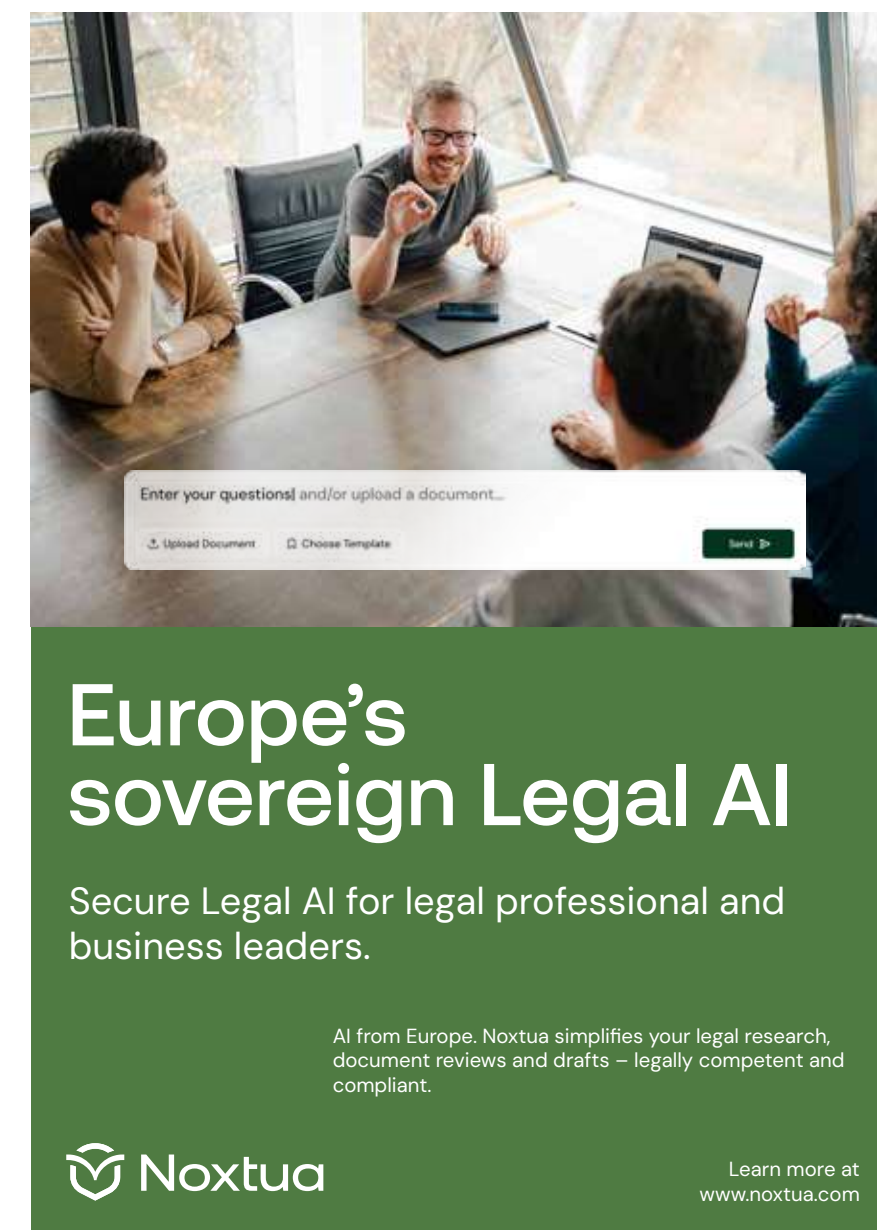 Enter your questions and/or upload a document...
Upload Document
Choose Template
Send
Europe's
sovereign Legal AI
Secure Legal AI for legal professional and
business leaders.
AI from Europe. Noxtua simplifies your legal research,
document reviews and drafts – legally competent and
compliant.
Noxtua
Learn more at
www.noxtua.com